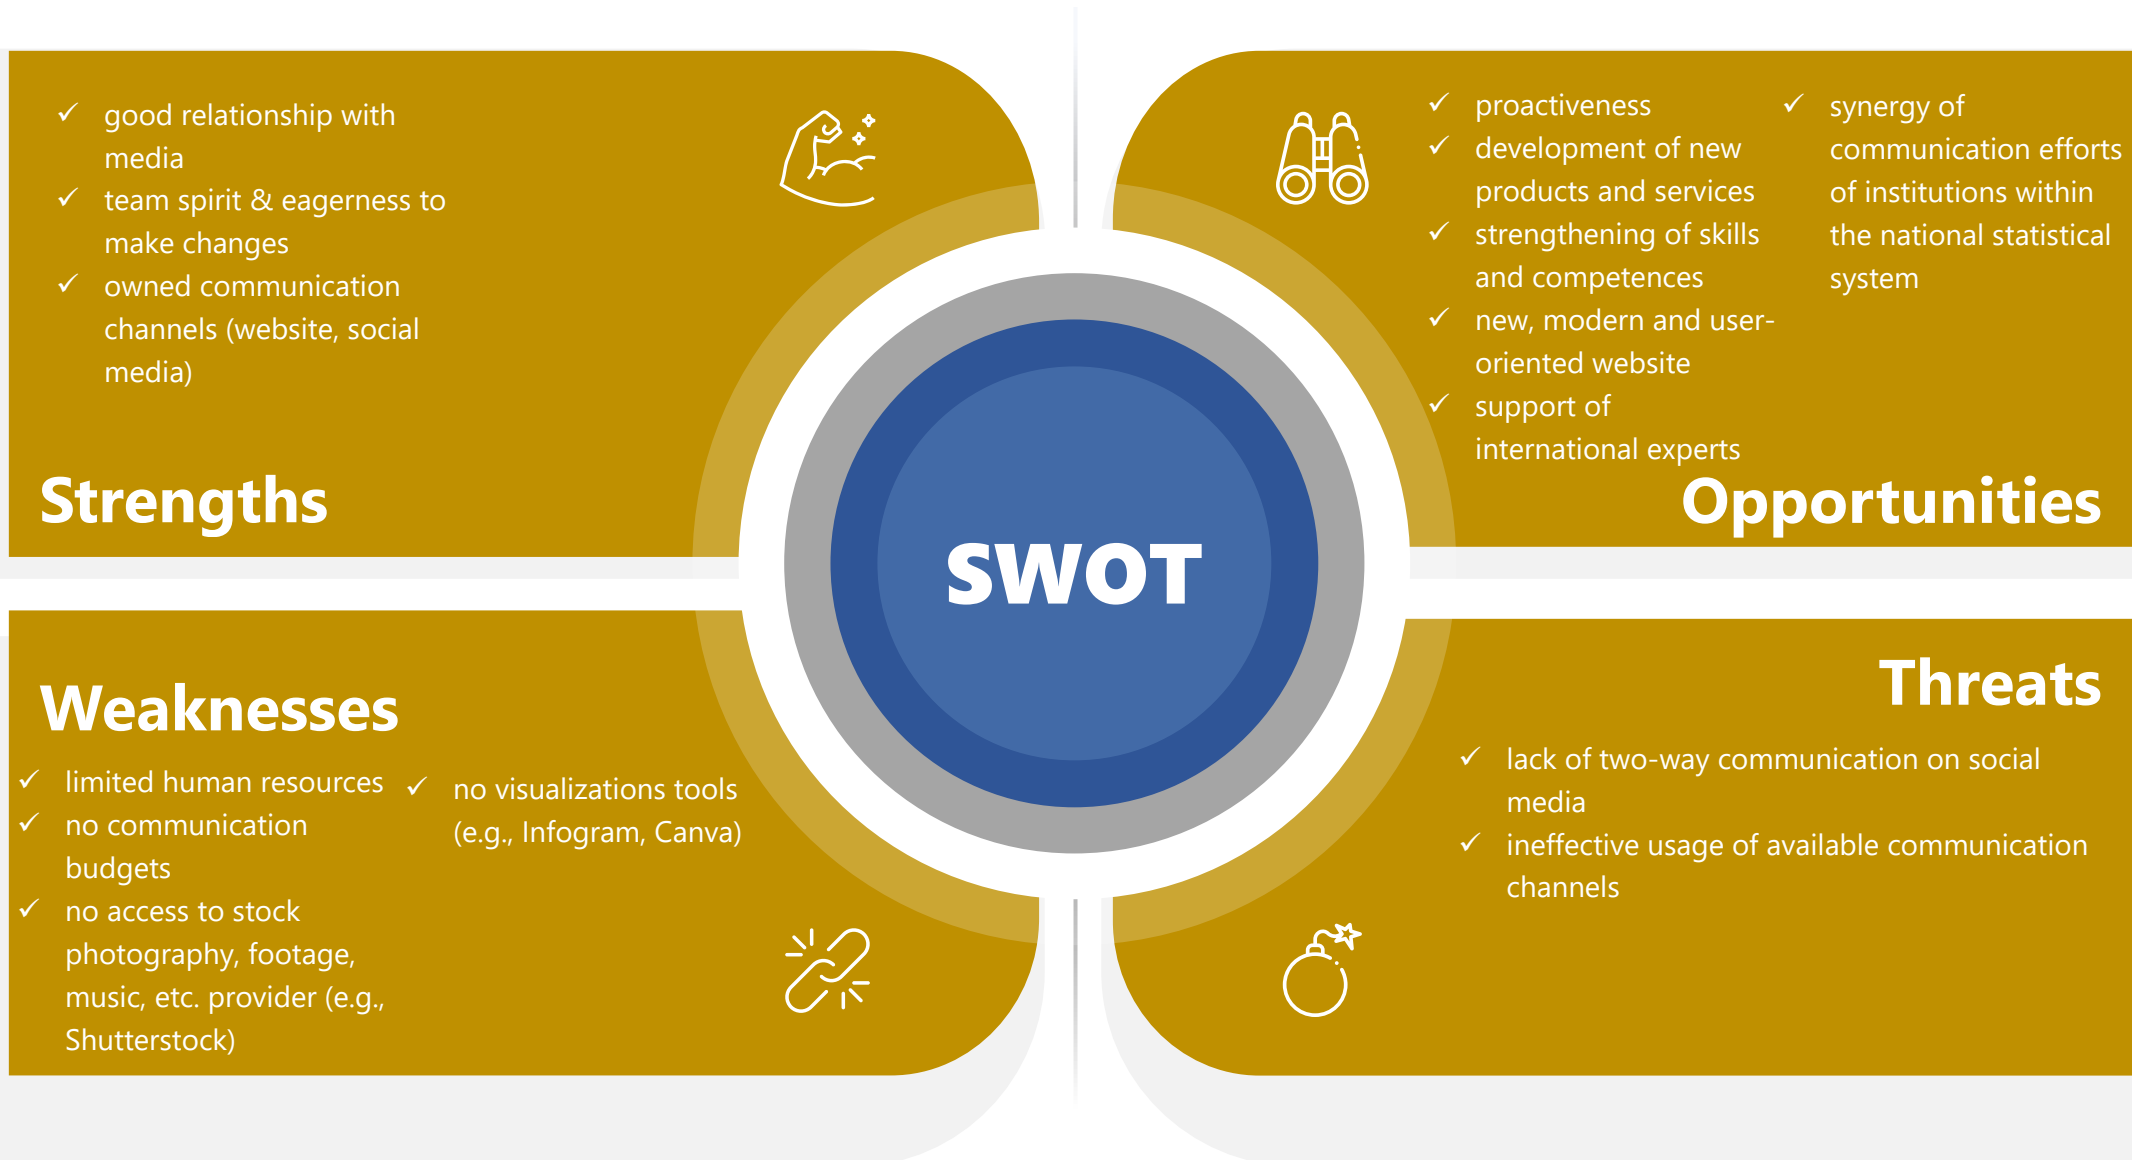 ✓ good relationship with
media
✓ team spirit & eagerness to
make changes
✓ owned communication
channels (website, social
media)
Strengths
✓ proactiveness
✓ development of new
products and services
✓ strengthening of skills
and competences
✓ new, modern and user-
oriented website
✓ support of
international experts
✓ synergy of
communication efforts
of institutions within
the national statistical
system
Opportunities
SWOT
Weaknesses
✓ limited human resources
✓ no communication
budgets
✓ no access to stock
photography, footage,
music, etc. provider (e.g.,
Shutterstock)
✓ no visualizations tools
(e.g., Infogram, Canva)
Threats
✓ lack of two-way communication on social
media
✓ ineffective usage of available communication
channels